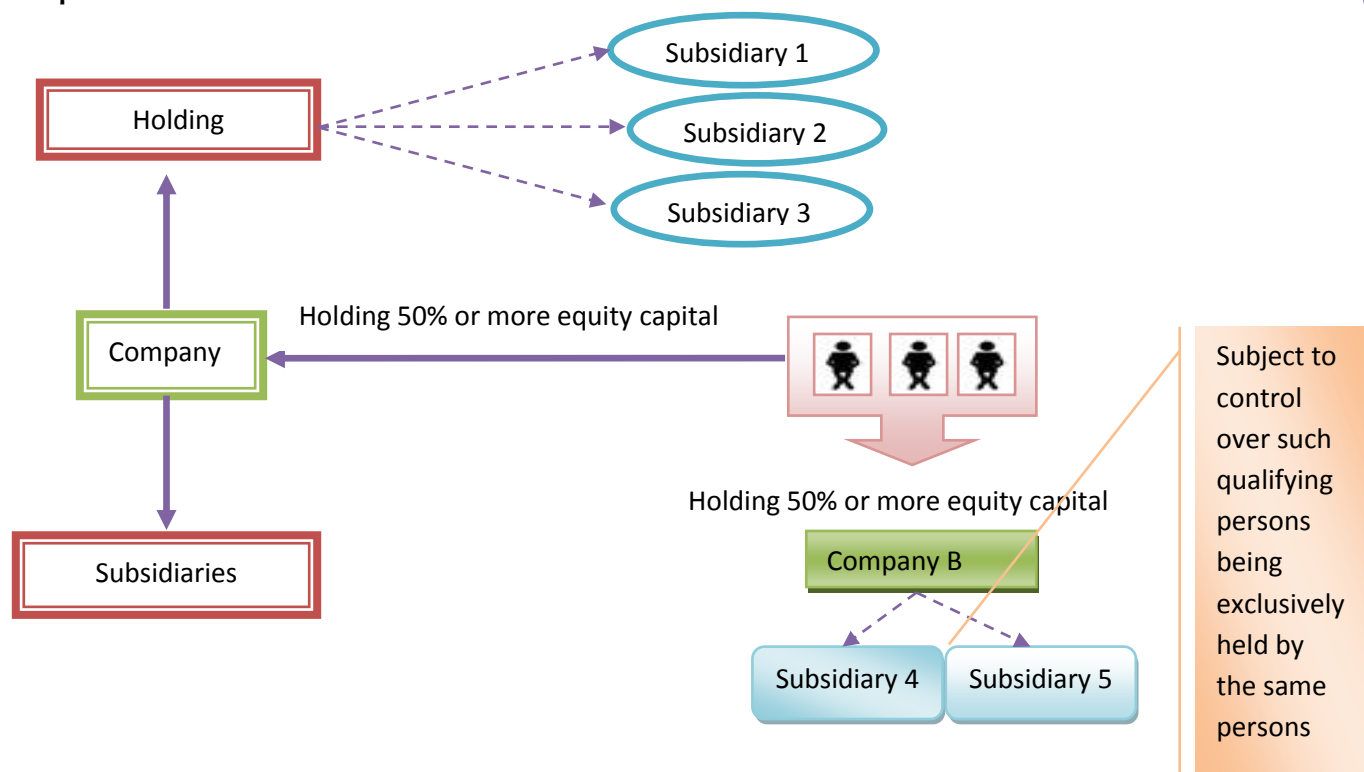 Subsidiary 1
Holding
Subsidiary 2
Subsidiary 3
Holding 50% or more equity capital
Company
Holding 50% or more equity capital
Company B
Subsidiaries
Subsidiary 4
Subsidiary 5
Subject to
control
over such
qualifying
persons
being
exclusively
held by
the same
persons